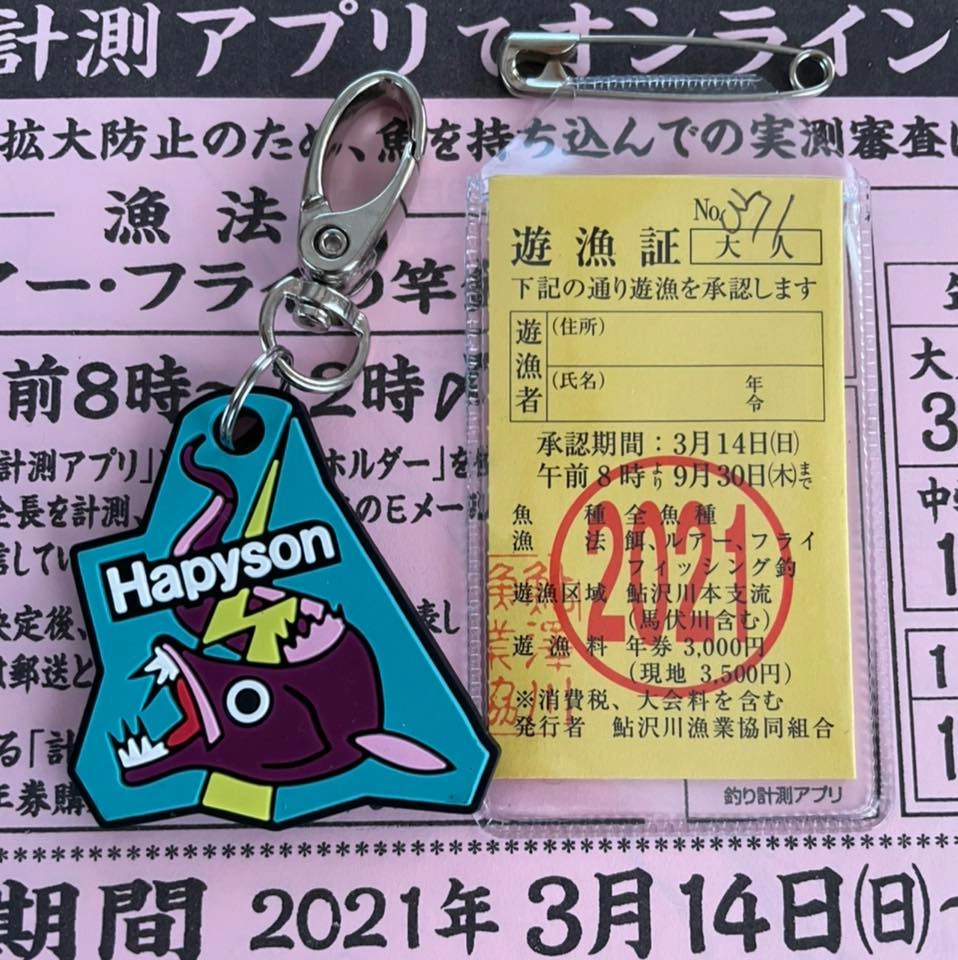 計測アプリでオンライン
拡大防止のため、魚を持ち込んでの実測審査
漁法
アー・フラ
竿
前8時～
2時
計測アプリ」
ホルダー」を
全長を計測、
のEメー
信してい
決定後、
表し
郵送と
る「計
年券購
大
3
中学
1
1
1
Hapyson
No.371
遊漁証
大人
下記の通り遊漁を承認します
遊漁者
(住所)
(氏名) 年令
承認期間：3月14日(日)
午前8時より9月30日(木)まで
魚種 全魚種
漁法 餌、ルアー、フライ
フィッシング釣
遊漁区域 鮎沢川本支流
(馬伏川含む)
遊漁料 年券 3,000円
(現地 3,500円)
※消費税、大会料を含む
発行者 鮎沢川漁業協同組合
2021
釣り計測アプリ
期間 2021年3月14日(日)～